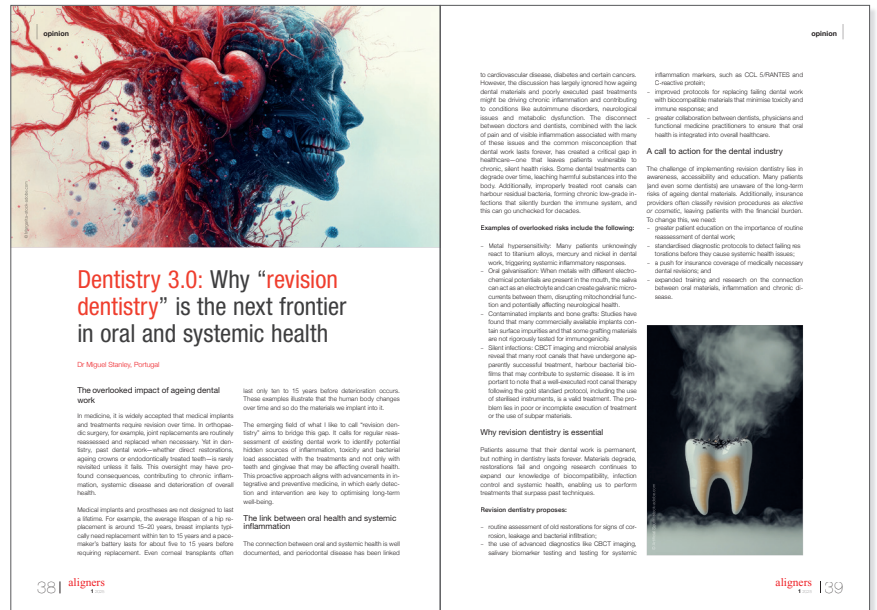 opinion
Dentistry 3.0: Why “revision
dentistry” is the next frontier
in oral and systemic health
Dr Miguel Stanley, Portugal
The overlooked impact of ageing dental
work
In medicine, it is widely accepted that medical implants
and treatments require revision over time. In orthopae-
dic surgery, for example, joint replacements are routinely
reassessed and replaced when necessary. Yet in den-
tistry, past dental work—whether direct restorations,
ageing crowns or endodontically treated teeth—is rarely
revisited unless it fails. This oversight may have pro-
found consequences, contributing to chronic inflam-
mation, systemic disease and deterioration of overall
health.
Medical implants and prostheses are not designed to last
a lifetime. For example, the average lifespan of a hip re-
placement is around 15–20 years, breast implants typi-
cally need replacement within ten to 15 years and a pace-
maker’s battery lasts for about five to 15 years before
requiring replacement. Even corneal transplants often
last only ten to 15 years before deterioration occurs.
These examples illustrate that the human body changes
over time and so do the materials we implant into it.
The emerging field of what I like to call “revision den-
tistry” aims to bridge this gap. It calls for regular reas-
sessment of existing dental work to identify potential
hidden sources of inflammation, toxicity and bacterial
load associated with the treatments and not only with
teeth and gingivae that may be affecting overall health.
This proactive approach aligns with advancements in in-
tegrative and preventive medicine, in which early detec-
tion and intervention are key to optimising long-term
well-being.
The link between oral health and systemic
inflammation
The connection between oral and systemic health is well
documented, and periodontal disease has been linked
38 | aligners
opinion
to cardiovascular disease, diabetes and certain cancers.
However, the discussion has largely ignored how ageing
dental materials and poorly executed past treatments
might be driving chronic inflammation and contributing
to conditions like autoimmune disorders, neurological
issues and metabolic dysfunction. The disconnect
between doctors and dentists, combined with the lack
of pain and of visible inflammation associated with many
of these issues and the common misconception that
dental work lasts forever, has created a critical gap in
healthcare—one that leaves patients vulnerable to
chronic, silent health risks. Some dental treatments can
degrade over time, leaching harmful substances into the
body. Additionally, improperly treated root canals can
harbour residual bacteria, forming chronic low-grade in-
fections that silently burden the immune system, and
this can go unchecked for decades.
Examples of overlooked risks include the following:
– Metal hypersensitivity: Many patients unknowingly
react to titanium alloys, mercury and nickel in dental
work, triggering systemic inflammatory responses.
– Oral galvanisation: When metals with different electro-
chemical potentials are present in the mouth, the saliva
can act as an electrolyte and can create galvanic micro-
currents between them, disrupting mitochondrial func-
tion and potentially affecting neurological health.
– Contaminated implants and bone grafts: Studies have
found that many commercially available implants con-
tain surface impurities and that some grafting materials
are not rigorously tested for immunogenicity.
– Silent infections: CBCT imaging and microbial analysis
reveal that many root canals that have undergone ap-
parently successful treatment, harbour bacterial bio-
films that may contribute to systemic disease. It is im-
portant to note that a well-executed root canal therapy
following the gold standard protocol, including the use
of sterilised instruments, is a valid treatment. The pro-
blem lies in poor or incomplete execution of treatment
or the use of subpar materials.
Why revision dentistry is essential
Patients assume that their dental work is permanent,
but nothing in dentistry lasts forever. Materials degrade,
restorations fail and ongoing research continues to
expand our knowledge of biocompatibility, infection
control and systemic health, enabling us to perform
treatments that surpass past techniques.
Revision dentistry proposes:
– routine assessment of old restorations for signs of cor-
rosion, leakage and bacterial infiltration;
– the use of advanced diagnostics like CBCT imaging,
salivary biomarker testing and testing for systemic
inflammation markers, such as CCL 5/RANTES and
C-reactive protein;
– improved protocols for replacing failing dental work
with biocompatible materials that minimise toxicity and
immune response; and
– greater collaboration between dentists, physicians and
functional medicine practitioners to ensure that oral
health is integrated into overall healthcare.
A call to action for the dental industry
The challenge of implementing revision dentistry lies in
awareness, accessibility and education. Many patients
(and even some dentists) are unaware of the long-term
risks of ageing dental materials. Additionally, insurance
providers often classify revision procedures as elective
or cosmetic, leaving patients with the financial burden.
To change this, we need:
– greater patient education on the importance of routine
reassessment of dental work;
– standardised diagnostic protocols to detect failing res
torations before they cause systemic health issues;
– a push for insurance coverage of medically necessary
dental revisions; and
– expanded training and research on the connection
between oral materials, inflammation and chronic di-
sease.
aligners | 39